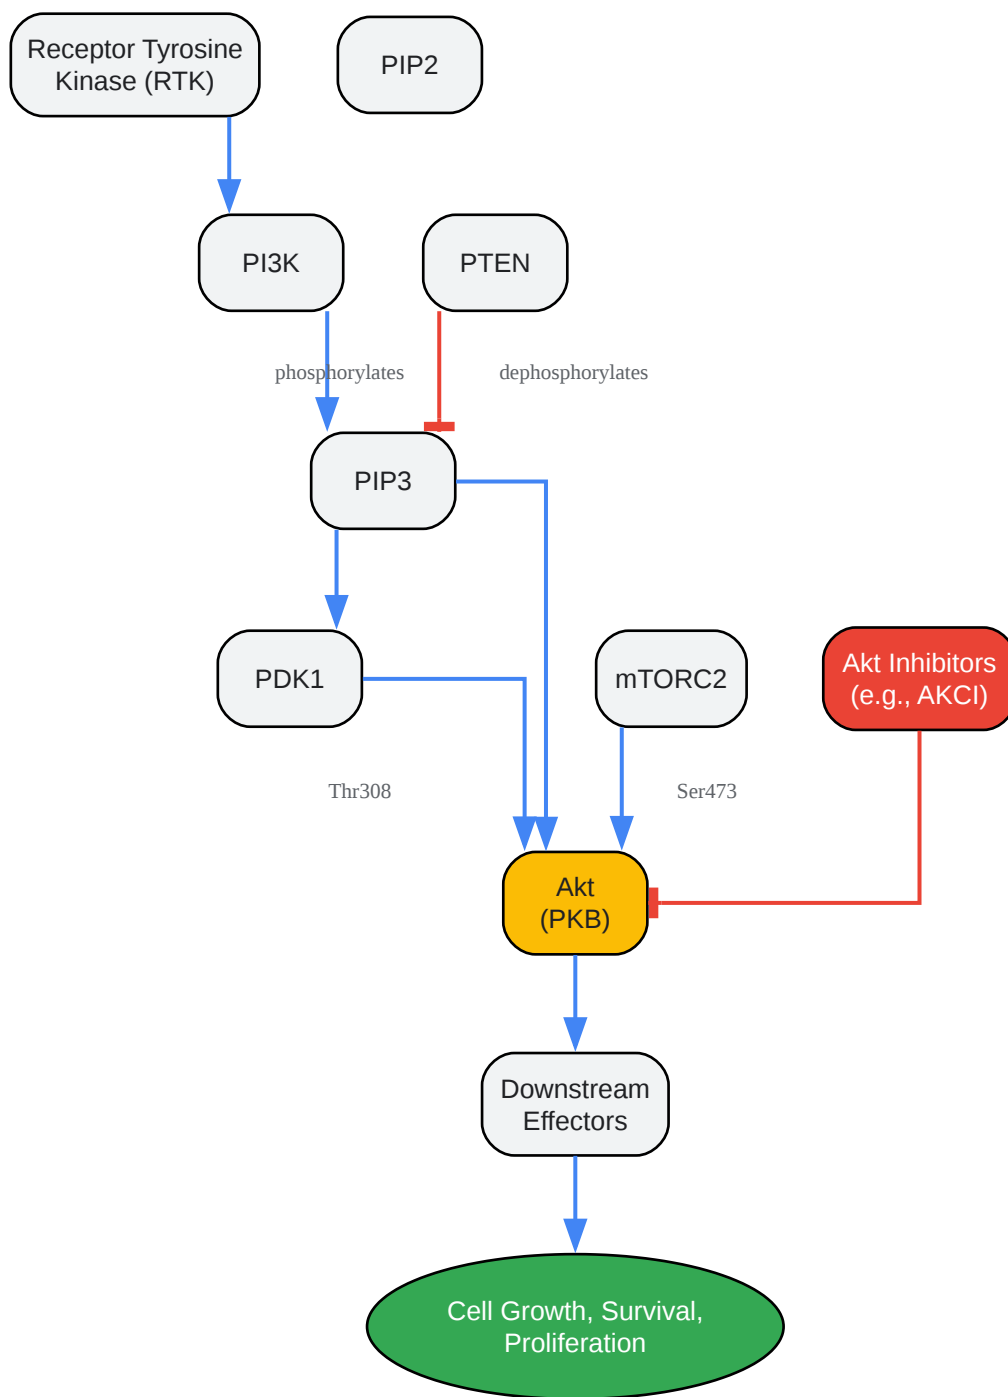 Receptor Tyrosine
Kinase (RTK)
PIP2
PI3K
PTEN
phosphorylates
dephosphorylates
PIP3
PDK1
mTORC2
Akt Inhibitors
(e.g., AKCI)
Thr308
Ser473
Akt
(PKB)
Downstream
Effectors
Cell Growth, Survival,
Proliferation